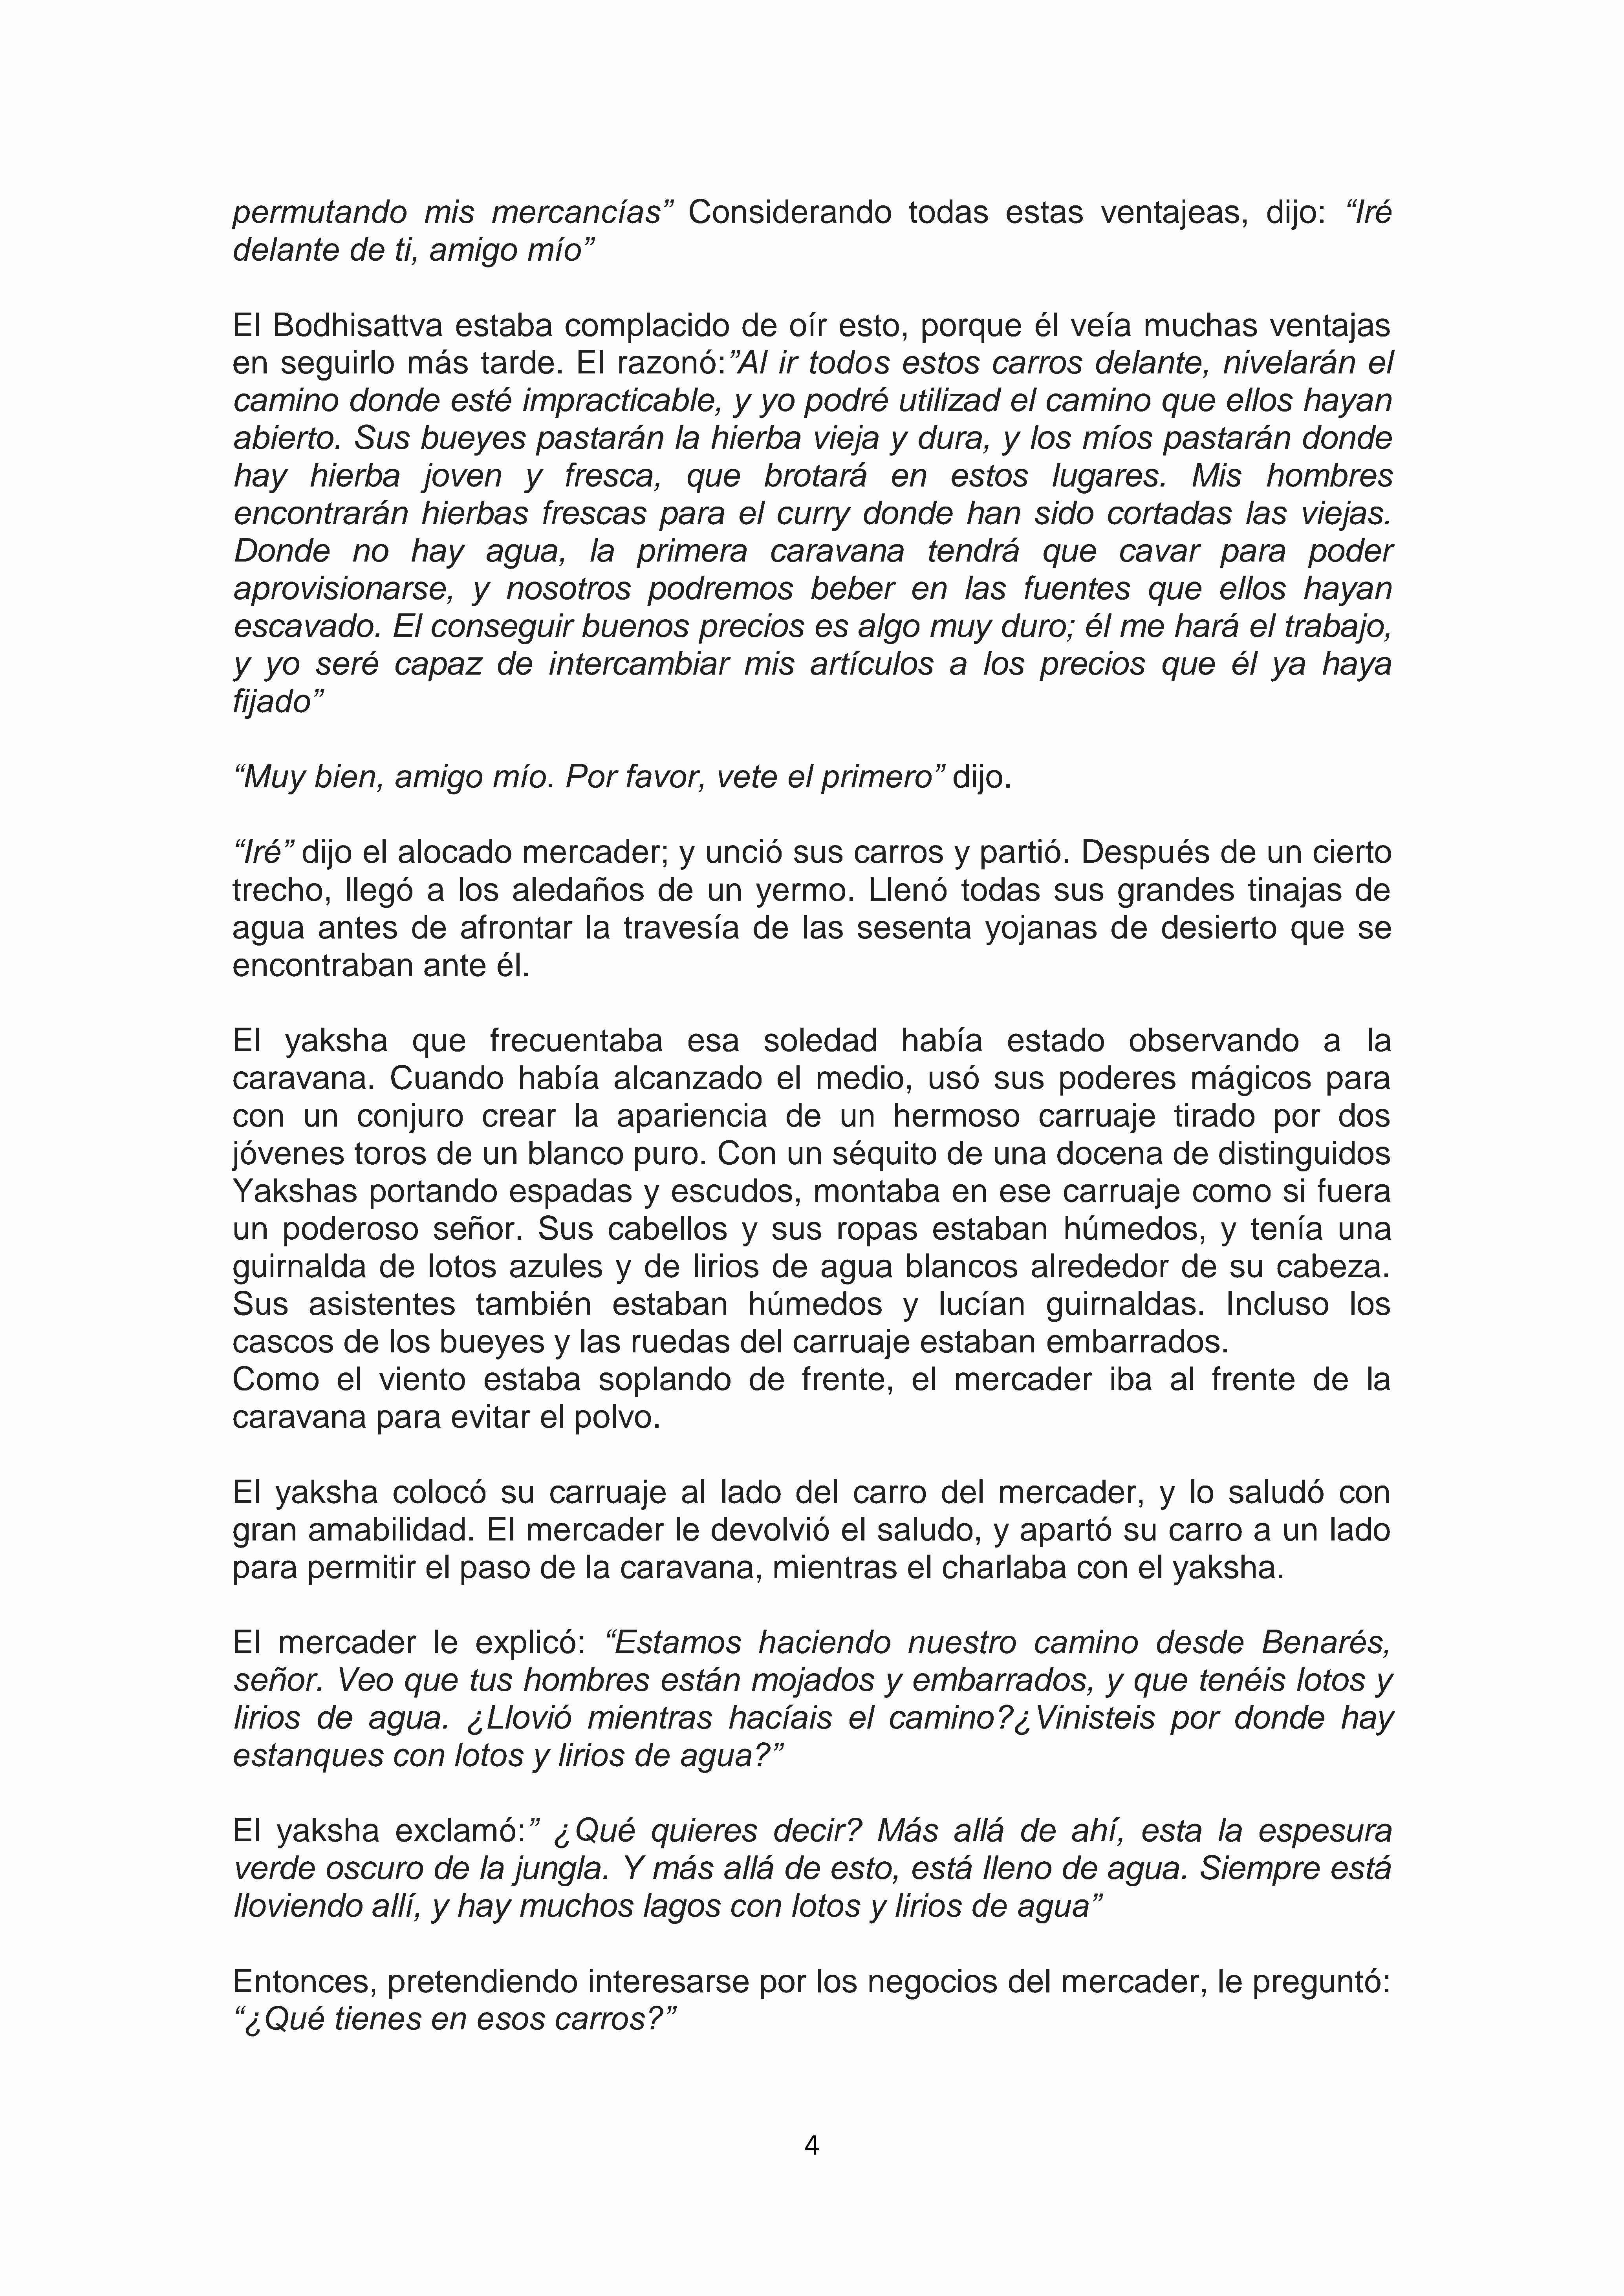 permutando mis mercancías” Considerando todas estas ventajeas, dijo: “Iré
delante de ti, amigo mío”
El Bodhisattva estaba complacido de oír esto, porque él veía muchas ventajas
en seguirlo más tarde. El razonó:”Al ir todos estos carros delante, nivelarán el
camino donde esté impracticable, y yo podré utilizad el camino que ellos hayan
abierto. Sus bueyes pastarán la hierba vieja y dura, y los míos pastarán donde
hay hierba joven y fresca, que brotará en estos lugares. Mis hombres
encontrarán hierbas frescas para el curry donde han sido cortadas las viejas.
Donde no hay agua, la primera caravana tendrá que cavar para poder
aprovisionarse, y nosotros podremos beber en las fuentes que ellos hayan
escavado. El conseguir buenos precios es algo muy duro; él me hará el trabajo,
y yo seré capaz de intercambiar mis artículos a los precios que él ya haya
fijado”
“Muy bien, amigo mío. Por favor, vete el primero” dijo.
“Iré” dijo el alocado mercader; y unció sus carros y partió. Después de un cierto
trecho, llegó a los aledaños de un yermo. Llenó todas sus grandes tinajas de
agua antes de afrontar la travesía de las sesenta yojanas de desierto que se
encontraban ante él.
El yaksha que frecuentaba esa soledad había estado observando a la
caravana. Cuando había alcanzado el medio, usó sus poderes mágicos para
con un conjuro crear la apariencia de un hermoso carruaje tirado por dos
jóvenes toros de un blanco puro. Con un séquito de una docena de distinguidos
Yakshas portando espadas y escudos, montaba en ese carruaje como si fuera
un poderoso señor. Sus cabellos y sus ropas estaban húmedos, y tenía una
guirnalda de lotos azules y de lirios de agua blancos alrededor de su cabeza.
Sus asistentes también estaban húmedos y lucían guirnaldas. Incluso los
cascos de los bueyes y las ruedas del carruaje estaban embarrados.
Como el viento estaba soplando de frente, el mercader iba al frente de la
caravana para evitar el polvo.
El yaksha colocó su carruaje al lado del carro del mercader, y lo saludó con
gran amabilidad. El mercader le devolvió el saludo, y apartó su carro a un lado
para permitir el paso de la caravana, mientras el charlaba con el yaksha.
El mercader le explicó: “Estamos haciendo nuestro camino desde Benarés,
señor. Veo que tus hombres están mojados y embarrados, y que tenéis lotos y
lirios de agua. ¿Llovió mientras hacíais el camino?¿Vinisteis por donde hay
estanques con lotos y lirios de agua?”
El yaksha exclamó:” ¿Qué quieres decir? Más allá de ahí, esta la espesura
verde oscuro de la jungla. Y más allá de esto, está lleno de agua. Siempre está
lloviendo allí, y hay muchos lagos con lotos y lirios de agua”
Entonces, pretendiendo interesarse por los negocios del mercader, le preguntó:
“¿Qué tienes en esos carros?”
4